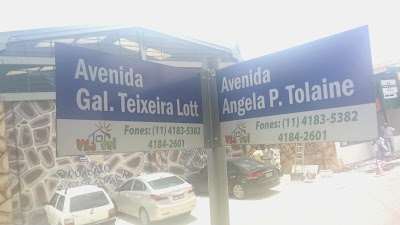 Avenida
Gal. Teixeira Lott
Fones: (11) 4183-5382
4184-2601
Avenida
Angela P. Tolaine
Fones: (11) 4183-5382
4184-2601